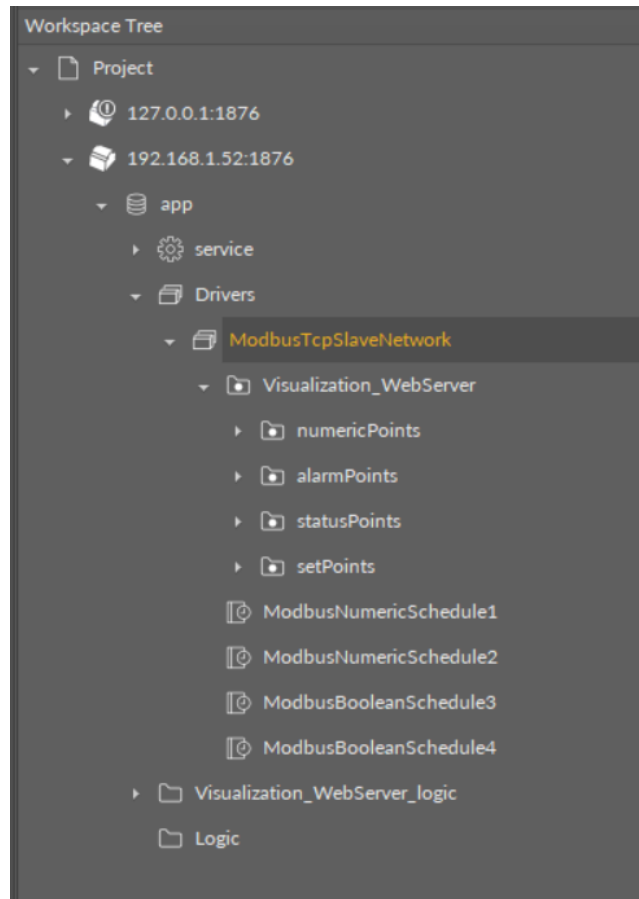 Workspace Tree
Project
127.0.0.1:1876
192.168.1.52:1876
app
service
Drivers
ModbusTcpSlaveNetwork
Visualization_WebServer
numericPoints
alarmPoints
statusPoints
setPoints
ModbusNumericSchedule1
ModbusNumericSchedule2
ModbusBooleanSchedule3
ModbusBooleanSchedule4
Visualization_WebServer_logic
Logic